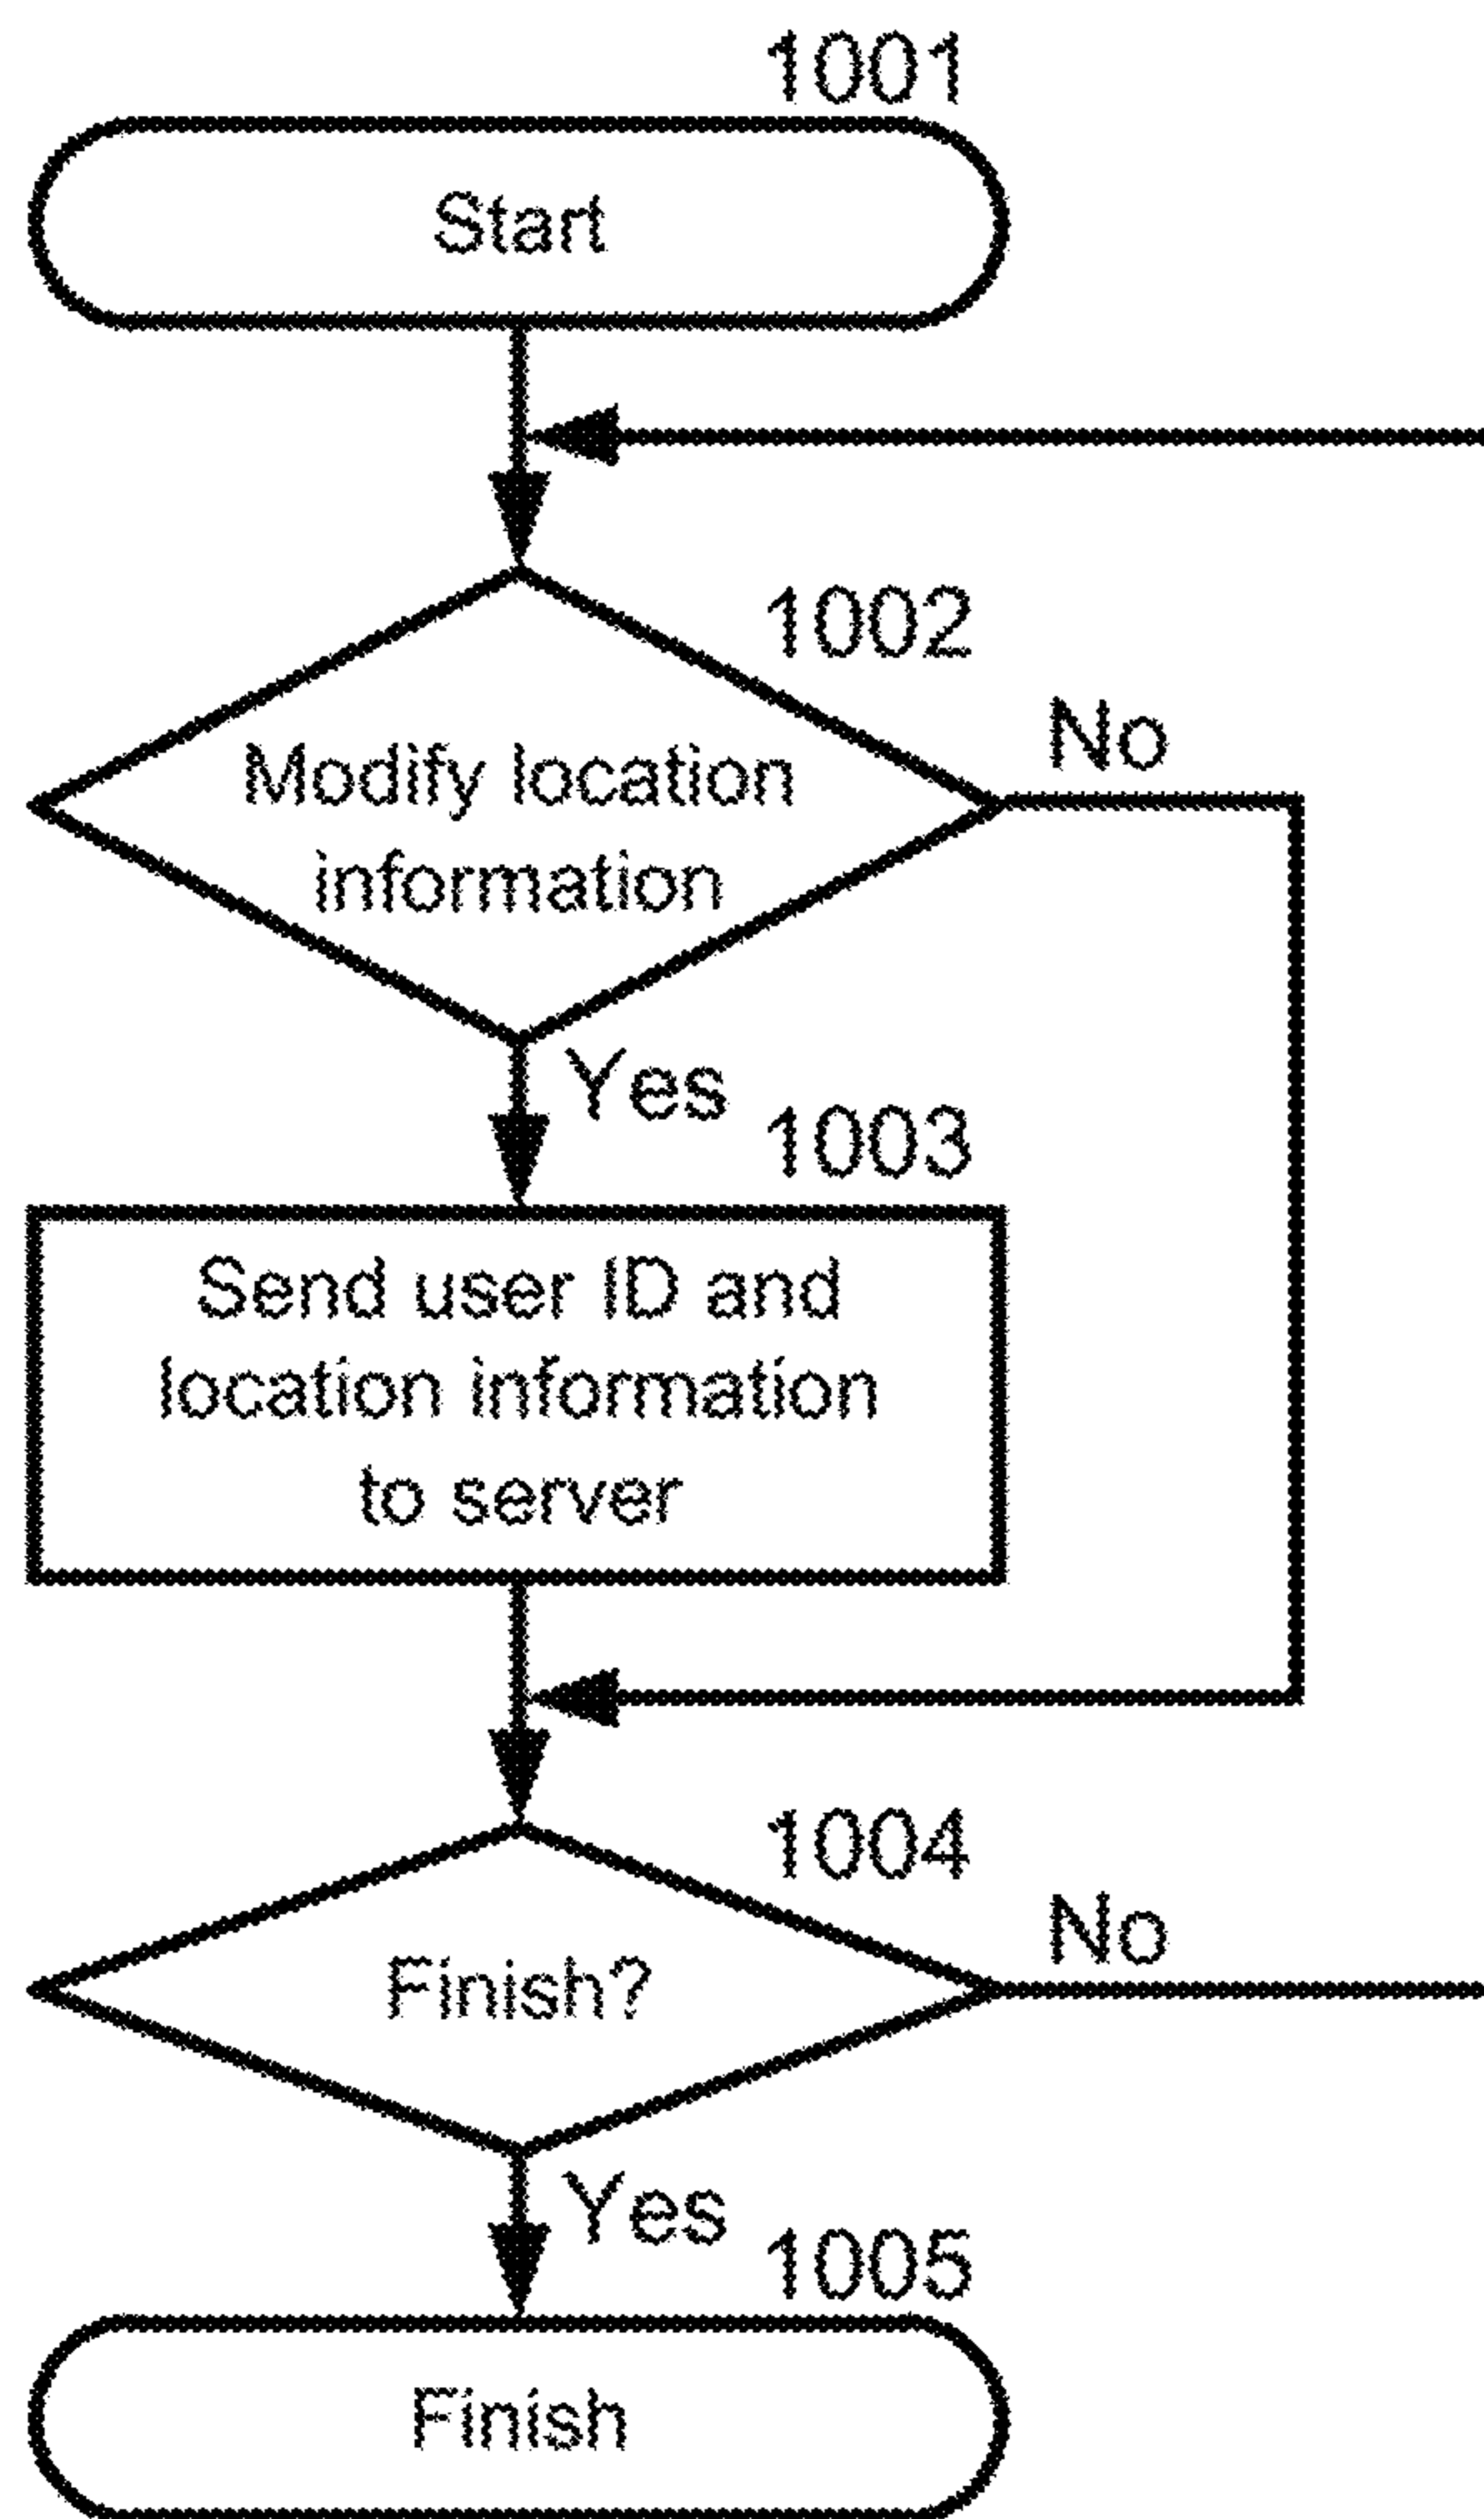 1001
Start
1002
No
Modify location
information
Yes
1003
Send user ID and
location information
to server
1004
No
Finish?
Yes
1005
Finish